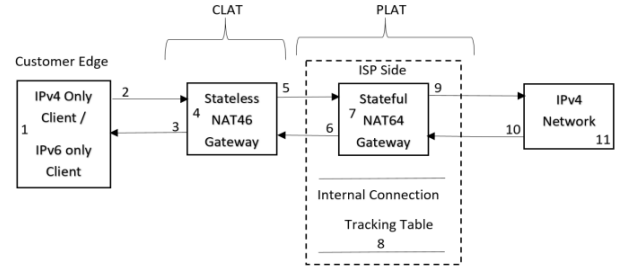 CLAT
PLAT
Customer Edge
ISP Side
IPv4 Only
Client /
1
IPv6 only
Client
2
3
4
Stateless
NAT46
Gateway
5
6
7
Stateful
NAT64
Gateway
9
10
IPv4
Network
11
Internal Connection
Tracking Table
8